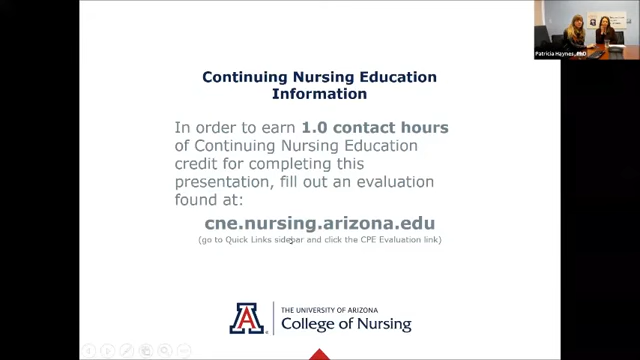 Continuing Nursing Education
Information
In order to earn 1.0 contact hours
of Continuing Nursing Education
credit for completing this
presentation, fill out an evaluation
found at:
cne.nursing.arizona.edu
(go to Quick Links sidebar and click the CPE Evaluation link)
A
THE UNIVERSITY OF ARIZONA
College of Nursing
Patricia Haynes, PhD